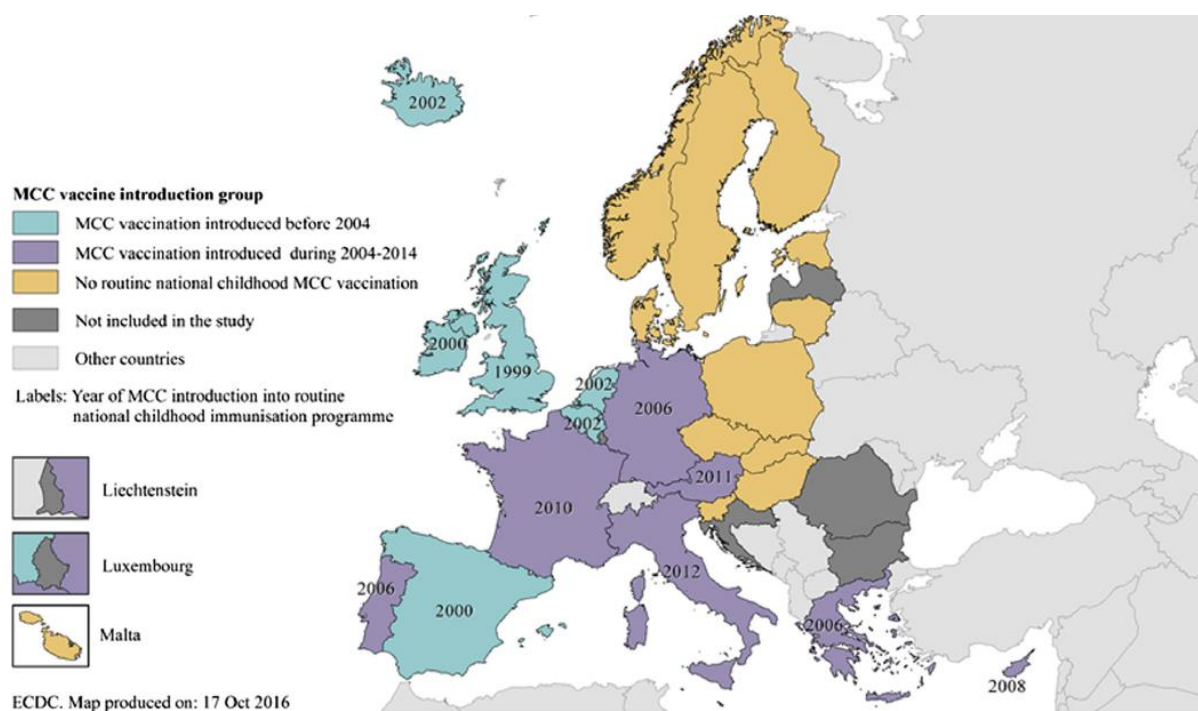 MCC vaccine introduction group
MCC vaccination introduced before 2004
MCC vaccination introduced during 2004-2014
No routine national childhood MCC vaccination
Not included in the study
Other countries
Labels: Year of MCC introduction into routine
national childhood immunisation programme
Liechtenstein
Luxembourg
Malta
ECDC. Map produced on: 17 Oct 2016
2002
2000
1999
2002
2002
2006
2011
2010
2012
2006
2000
2006
2008